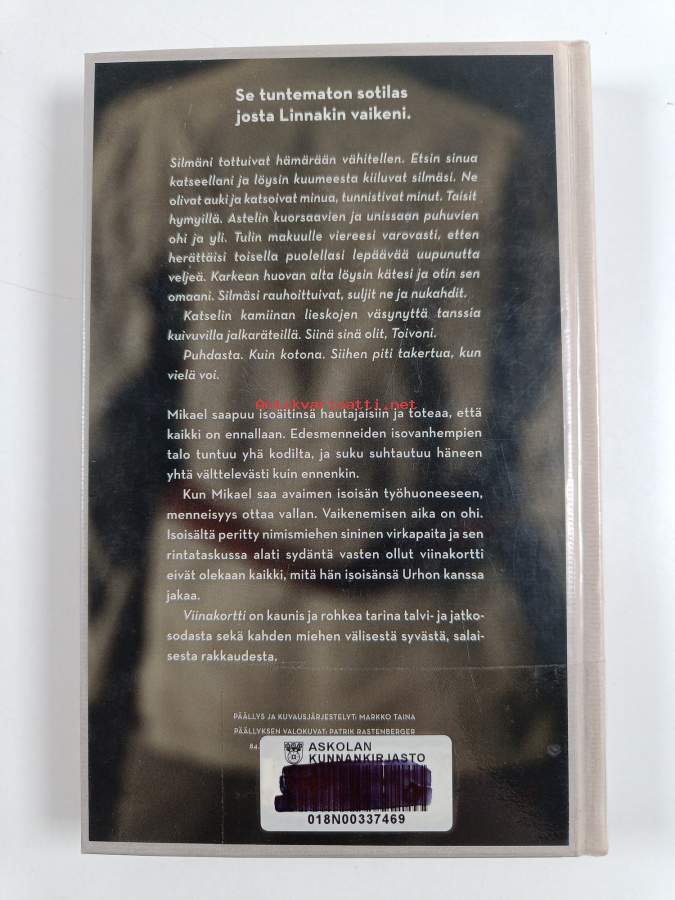 Se tuntematon sotilas
josta Linnakin vaikeni.
Silmäni tottuivat hämärään vähitellen. Etsin sinua
katseellani ja löysin kuumeesta kiiluvat silmäsi. Ne
olivat auki ja katsoivat minua, tunnistivat minut. Taisit
hymyillä. Astelin kuorsaavien ja unissaan puhuvien
ohi ja yli. Tulin makuulle viereesi varovasti, etten
herättäisi toisella puolellasi lepäävää uupunutta
veljeä. Karkean huovan alta löysin kätesi ja otin sen
omaani. Silmäsi rauhoittuivat, suljit ne ja nukahdit.
Katselin kamiinan lieskojen väsynyttä tanssia
kuivuvilla jalkaräteillä. Siinä sinä olit, Toivoni.
Puhdasta. Kuin kotona. Siihen piti takertua, kun
vielä voi.
Antikvariaatti.net
Mikael saapuu isoäitinsä hautajaisiin ja toteaa, että
kaikki on ennallaan. Edesmenneiden isovanhempien
talo tuntuu yhä kodilta, ja suku suhtautuu häneen
yhtä välttelevästi kuin ennenkin.
Kun Mikael saa avaimen isoisän työhuoneeseen,
menneisyys ottaa vallan. Vaikenemisen aika on ohi.
Isoisältä peritty nimismiehen sininen virkapaita ja sen
rintataskussa alati sydäntä vasten ollut viinakortti
eivät olekaan kaikki, mitä hän isoisänsä Urhon kanssa
jakaa.
Viinakortti on kaunis ja rohkea tarina talvi- ja jatko-
sodasta sekä kahden miehen välisestä syvästä, salai-
sesta rakkaudesta.
PÄÄLLYS JA KUVAUSJÄRJESTELYT: MARKKO TAINA
PÄÄLLYKSEN VALOKUVAT: PATRIK RASTENBERGER
84.
ASKOLAN
KUNNANKIRJASTO
018N00337469